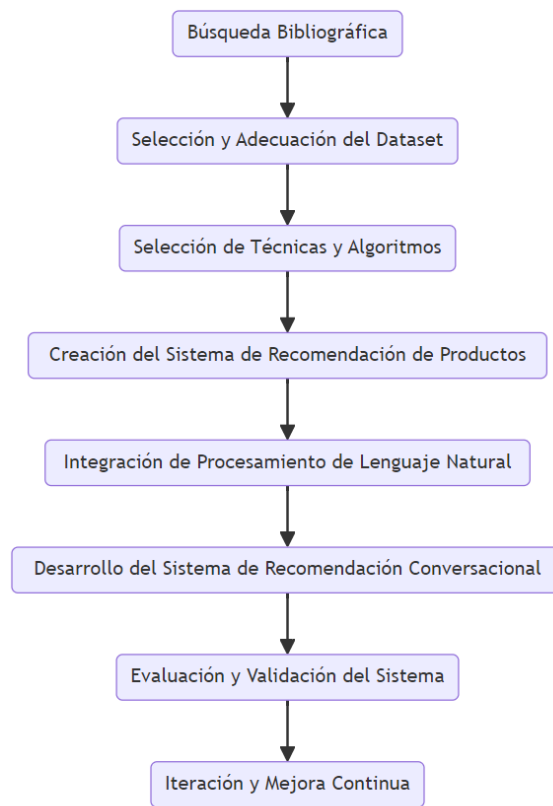 Búsqueda Bibliográfica
Selección y Adecuación del Dataset
Selección de Técnicas y Algoritmos
Creación del Sistema de Recomendación de Productos
Integración de Procesamiento de Lenguaje Natural
Desarrollo del Sistema de Recomendación Conversacional
Evaluación y Validación del Sistema
Iteración y Mejora Continua